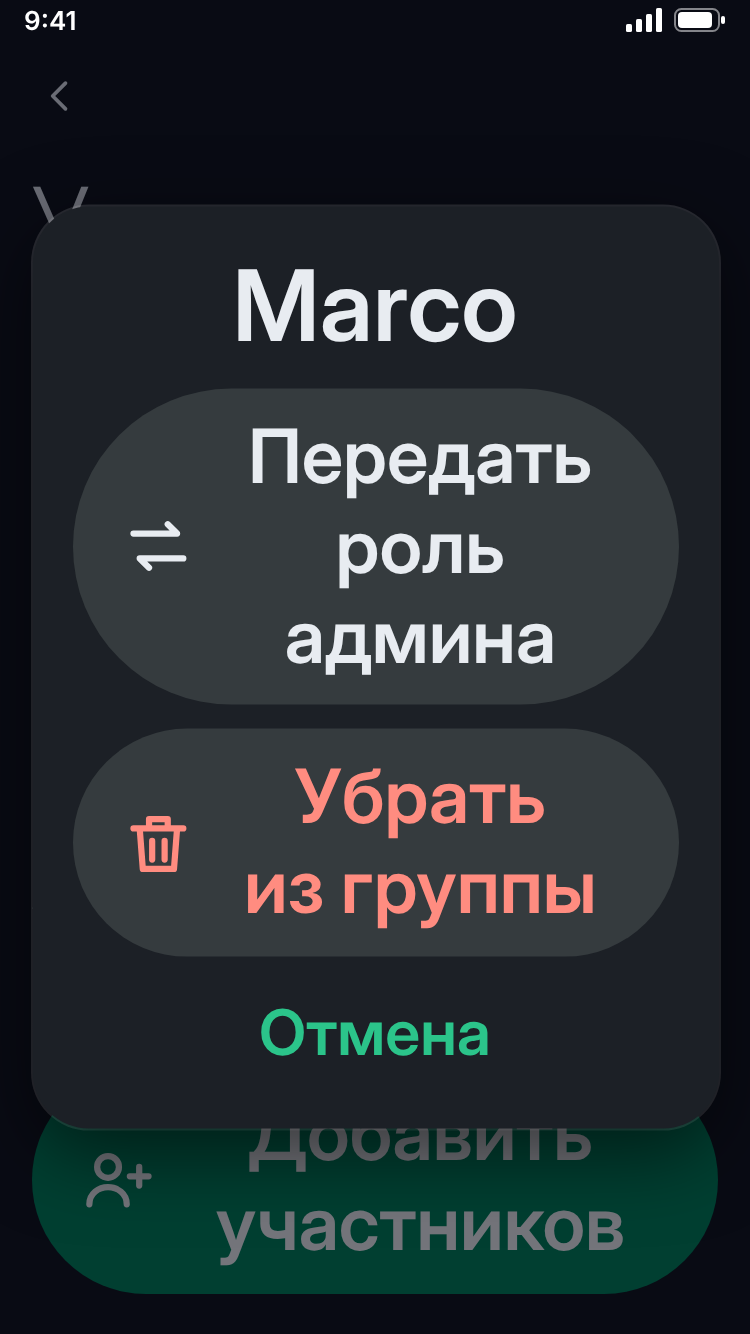 9:41
Marco
Передать
роль
админа
Убрать
из группы
Отмена
Добавить
участников